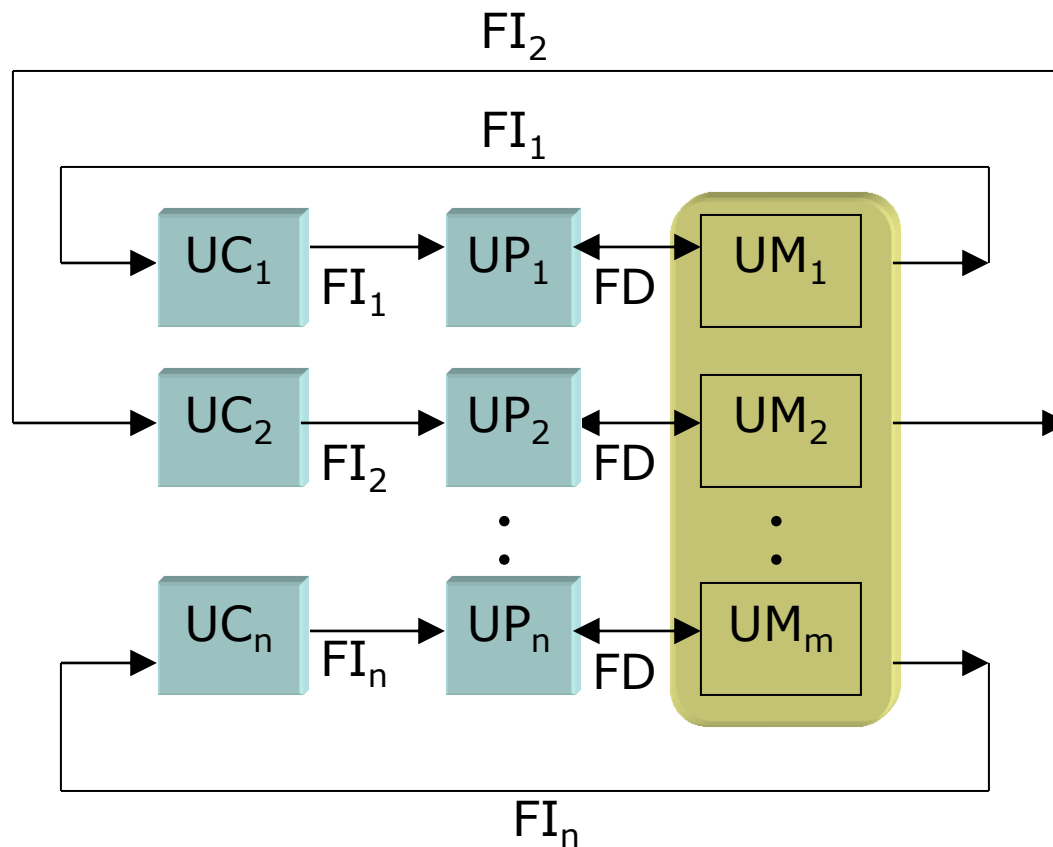 FI₂
FI₁
UC₁ UP₁ UM₁
FI₁ FD
UC₂ UP₂ UM₂
FI₂ FD
UCₙ UPₙ UMₘ
FIₙ FD
FIₙ